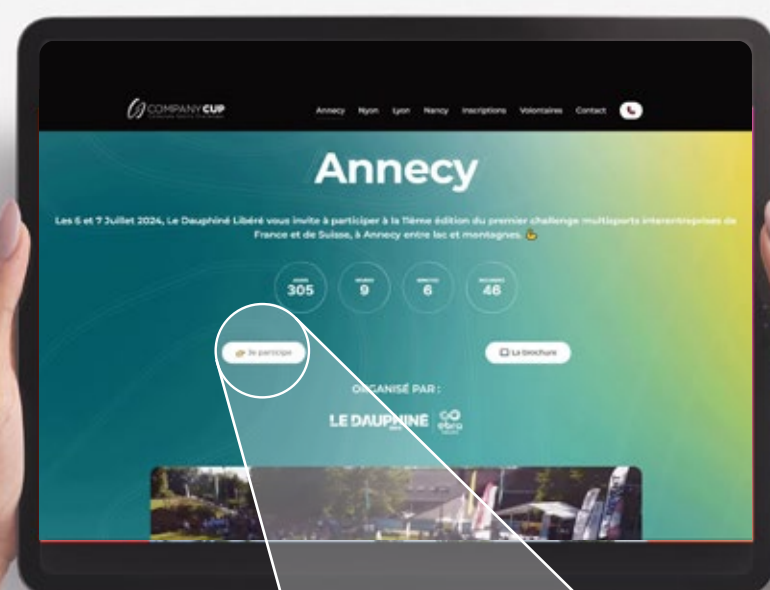 COMPANY CUP
Annecy Nyon Lyon Nancy Inscriptions Volontaires Contact
Annecy
Les 6 et 7 Juillet 2024, Le Dauphiné Libéré vous invite à participer à la 11ème édition du premier challenge multisports interentreprises de
France et de Suisse, à Annecy entre lac et montagnes.
305 9 6 46
Je participe La brochure
ORGANISÉ PAR :
LE DAUPHINÉ ebra